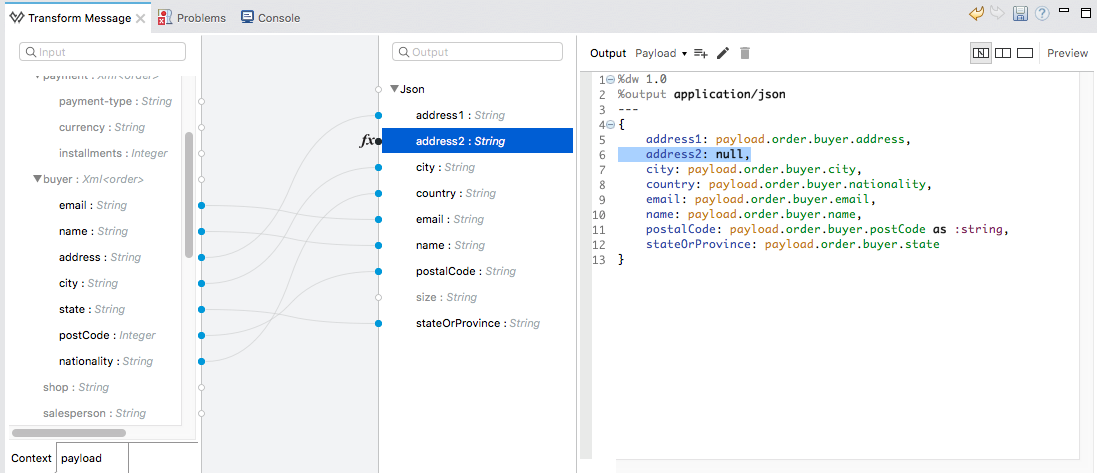 Transform Message
Problems
Console
Input
payment : Xml<order>
payment-type : String
currency : String
installments : Integer
buyer : Xml<order>
email : String
name : String
address : String
city : String
state : String
postCode : Integer
nationality : String
shop : String
salesperson : String
Context payload
Output
Json
address1 : String
fx address2 : String
city : String
country : String
email : String
name : String
postalCode : String
size : String
stateOrProvince : String
Output Payload
N
Preview
1 %dw 1.0
2 %output application/json
3 ---
4 {
5 address1: payload.order.buyer.address,
6 address2: null,
7 city: payload.order.buyer.city,
8 country: payload.order.buyer.nationality,
9 email: payload.order.buyer.email,
10 name: payload.order.buyer.name,
11 postalCode: payload.order.buyer.postCode as :string,
12 stateOrProvince: payload.order.buyer.state
13 }